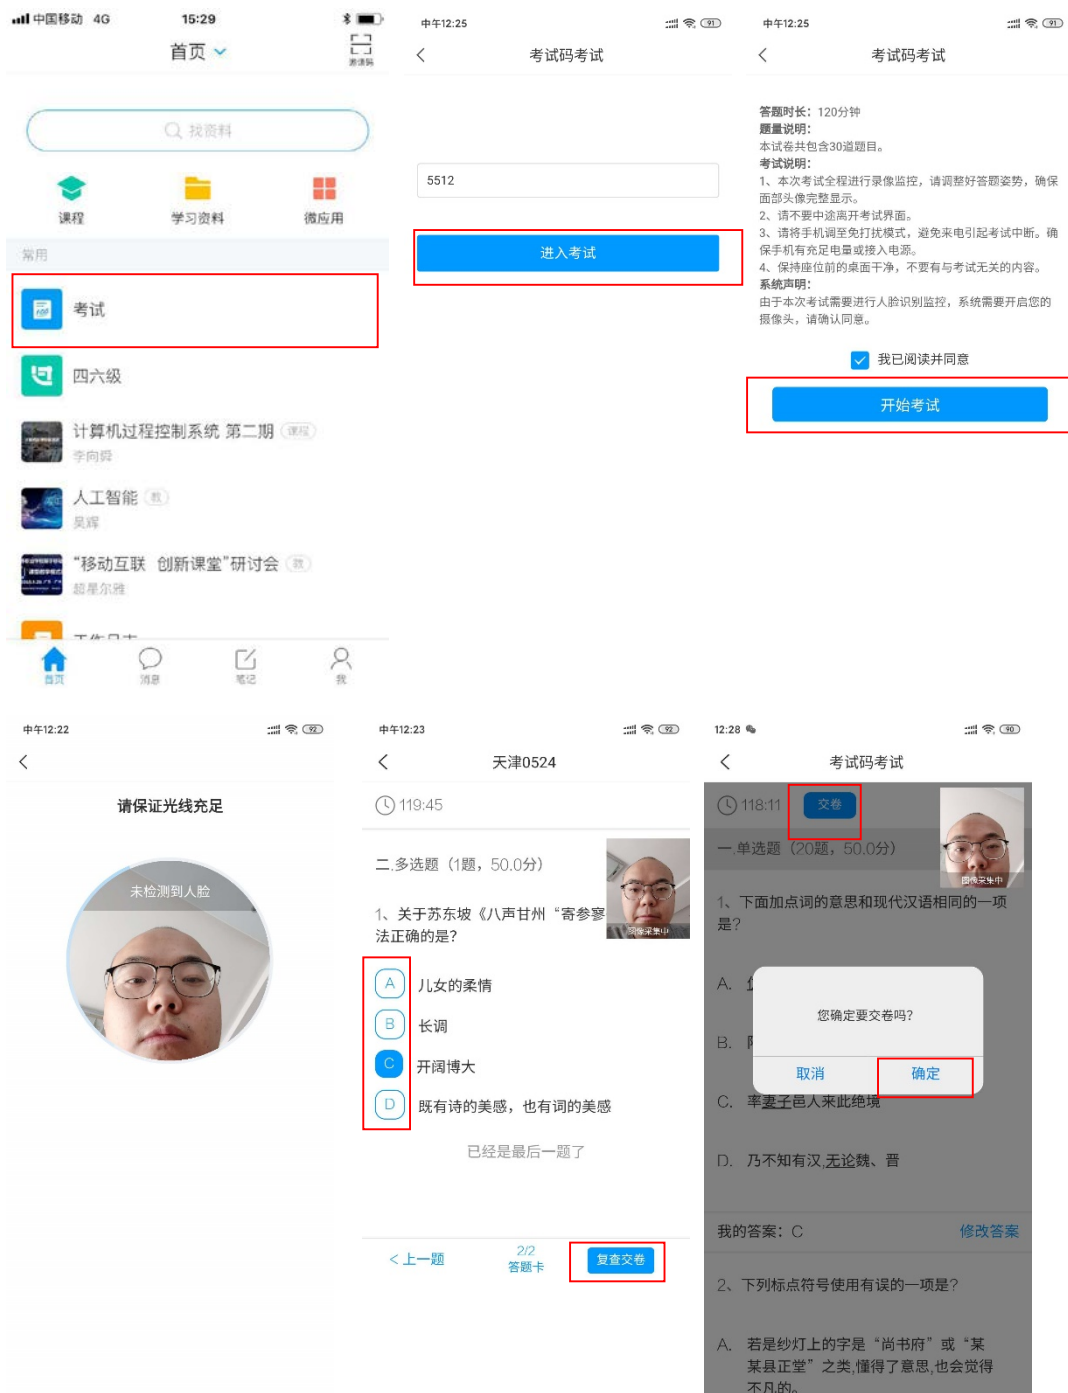 中国移动 4G 15:29
首页
邀请码
找资料
课程 学习资料 微应用
常用
考试
四六级
计算机过程控制系统 第二期 课程
李向舜
人工智能 教
吴辉
“移动互联 创新课堂”研讨会 教
超星尔雅
首页 消息 笔记 我
中午12:25 91
考试码考试
5512
进入考试
中午12:25 91
考试码考试
答题时长：120分钟
题量说明：
本试卷共包含30道题目。
考试说明：
1、本次考试全程进行录像监控，请调整好答题姿势，确保
面部头像完整显示。
2、请不要中途离开考试界面。
3、请将手机调至免打扰模式，避免来电引起考试中断。确
保手机有充足电量或接入电源。
4、保持座位前的桌面干净，不要有与考试无关的内容。
系统声明：
由于本次考试需要进行人脸识别监控，系统需要开启您的
摄像头，请确认同意。
我已阅读并同意
开始考试
中午12:22 92
请保证光线充足
未检测到人脸
中午12:23 92
天津0524
119:45
二.多选题（1题，50.0分）
1、关于苏东坡《八声甘州“寄参寥
法正确的是？
图像采集中
A 儿女的柔情
B 长调
C 开阔博大
D 既有诗的美感，也有词的美感
已经是最后一题了
<上一题 2/2 复查交卷
答题卡
12:28 90
考试码考试
118:11 交卷
一.单选题（20题，50.0分）
图像采集中
1、下面加点词的意思和现代汉语相同的一项
是？
A.
您确定要交卷吗？
B.
取消 确定
C. 率妻子邑人来此绝境
D. 乃不知有汉,无论魏、晋
我的答案：C 修改答案
2、下列标点符号使用有误的一项是？
A. 若是纱灯上的字是“尚书府”或“某
某县正堂”之类,懂得了意思,也会觉得
不凡的。